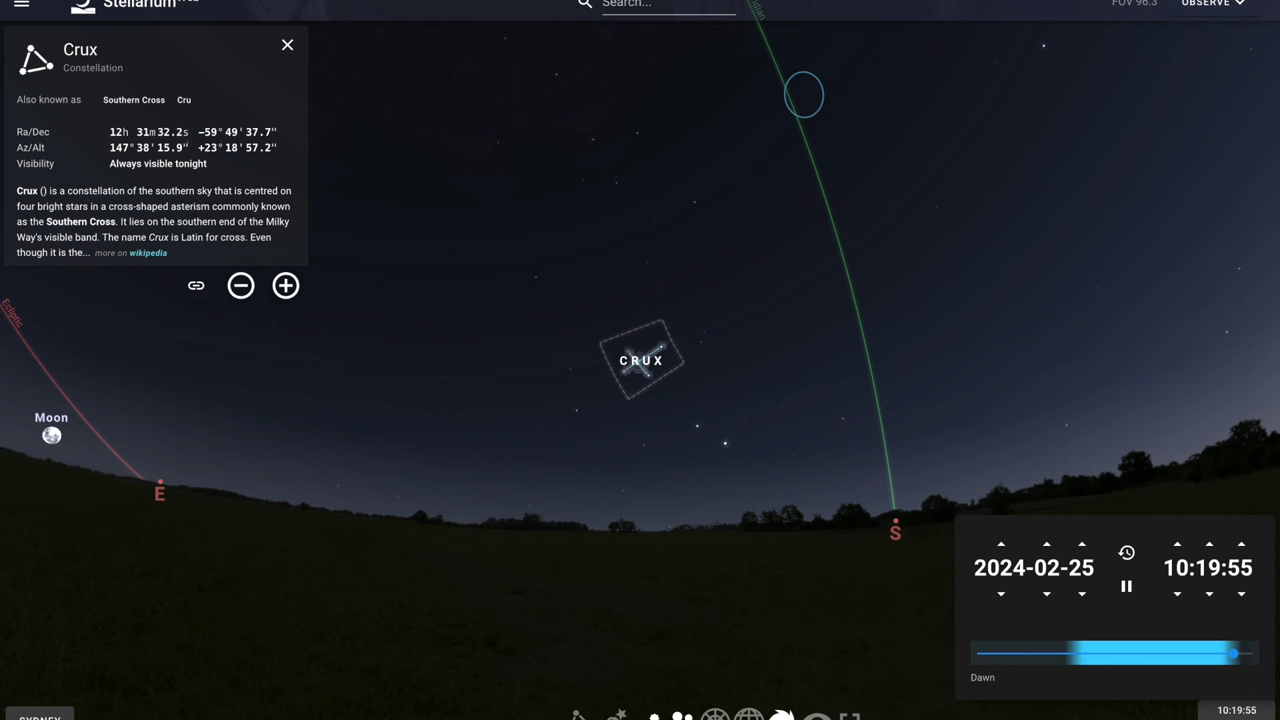 Stellarium
Search...
FOV 96.3
OBSERVE
Crux
Constellation
Also known as Southern Cross Cru
Ra/Dec 12h 31m32.2s −59°49'37.7"
Az/Alt 147°38'15.9" +23°18'57.2"
Visibility Always visible tonight
Crux () is a constellation of the southern sky that is centred on
four bright stars in a cross-shaped asterism commonly known
as the Southern Cross. It lies on the southern end of the Milky
Way's visible band. The name Crux is Latin for cross. Even
though it is the... more on wikipedia
Ecliptic
CRUX
Moon
E
S
2024-02-25 10:19:55
Dawn
SYDNEY
10:19:55